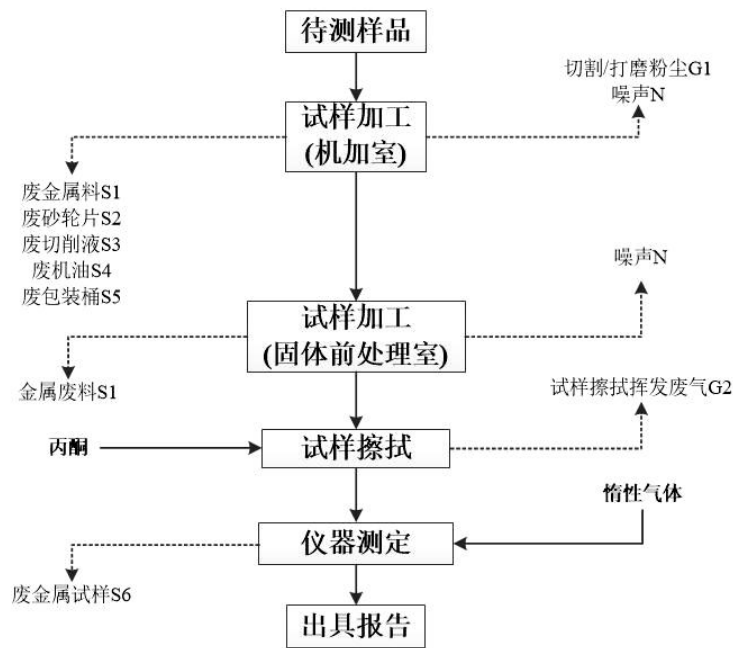 待测样品
切割/打磨粉尘G1
噪声N
试样加工
(机加室)
废金属料S1
废砂轮片S2
废切削液S3
废机油S4
废包装桶S5
噪声N
试样加工
(固体前处理室)
金属废料S1
试样擦拭挥发废气G2
丙酮
试样擦拭
惰性气体
仪器测定
废金属试样S6
出具报告